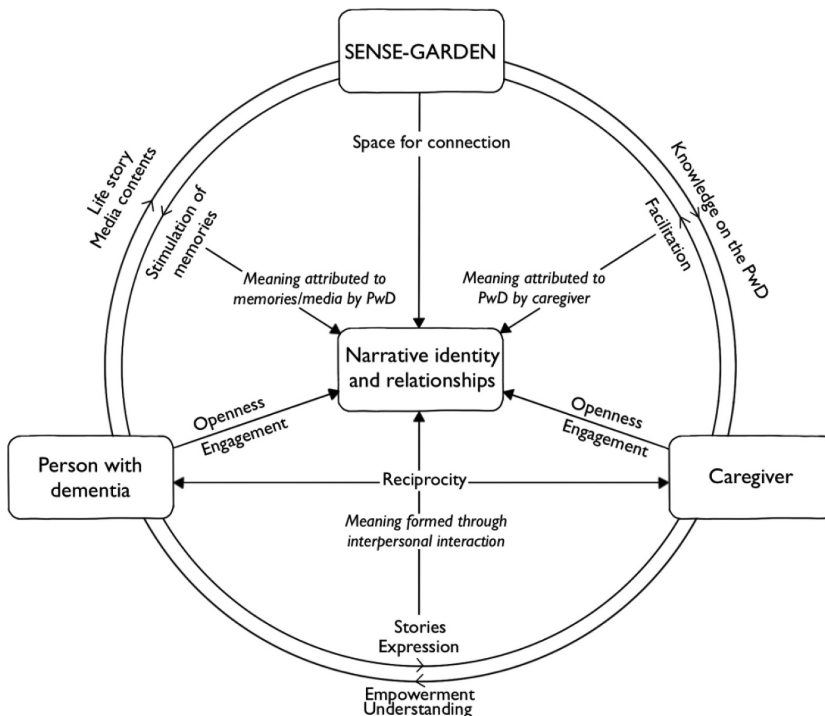 SENSE-GARDEN
Space for connection
Life story
Media contents
Stimulation of
memories
Knowledge on the PwD
Facilitation
Meaning attributed to
memories/media by PwD
Meaning attributed to
PwD by caregiver
Narrative identity
and relationships
Openness
Engagement
Openness
Engagement
Person with
dementia
Reciprocity
Caregiver
Meaning formed through
interpersonal interaction
Stories
Expression
Empowerment
Understanding